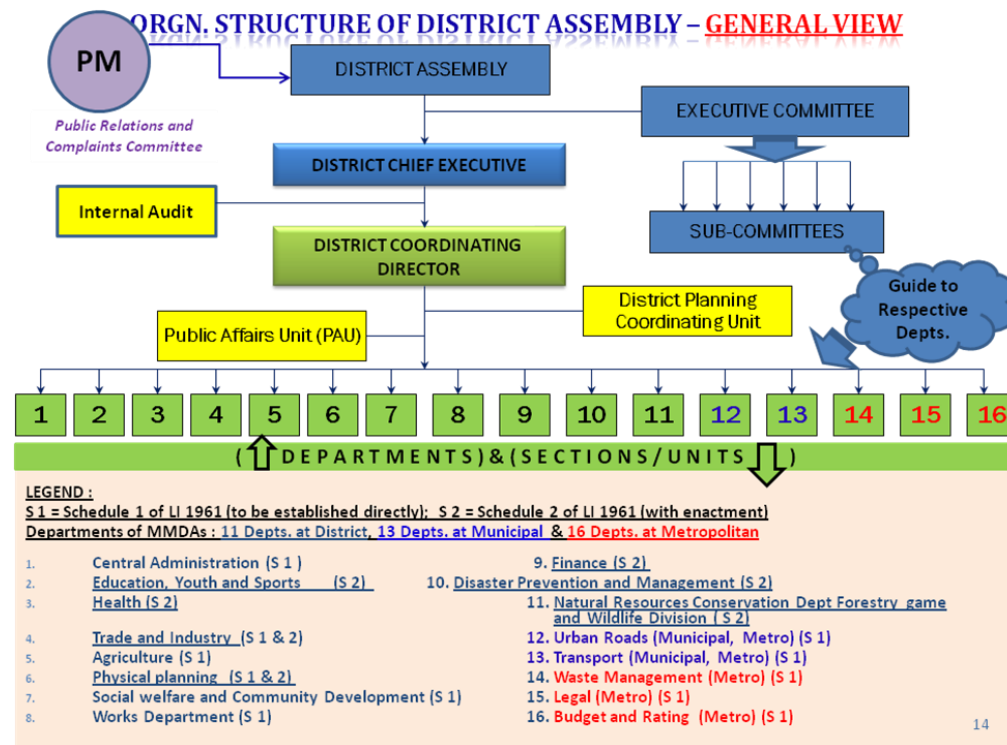 ORGN. STRUCTURE OF DISTRICT ASSEMBLY – GENERAL VIEW
PM
Public Relations and
Complaints Committee
DISTRICT ASSEMBLY
EXECUTIVE COMMITTEE
DISTRICT CHIEF EXECUTIVE
Internal Audit
SUB-COMMITTEES
DISTRICT COORDINATING
DIRECTOR
Guide to
Respective
Depts.
District Planning
Coordinating Unit
Public Affairs Unit (PAU)
1 2 3 4 5 6 7 8 9 10 11 12 13 14 15 16
( DEPARTMENTS) & (SECTIONS/UNITS )
LEGEND :
S 1 = Schedule 1 of LI 1961 (to be established directly); S 2 = Schedule 2 of LI 1961 (with enactment)
Departments of MMDAs : 11 Depts. at District, 13 Depts. at Municipal & 16 Depts. at Metropolitan
1. Central Administration (S 1 )
2. Education, Youth and Sports (S 2)
3. Health (S 2)
4. Trade and Industry (S 1 & 2)
5. Agriculture (S 1)
6. Physical planning (S 1 & 2)
7. Social welfare and Community Development (S 1)
8. Works Department (S 1)
9. Finance (S 2)
10. Disaster Prevention and Management (S 2)
11. Natural Resources Conservation Dept Forestry game
and Wildlife Division ( S 2)
12. Urban Roads (Municipal, Metro) (S 1)
13. Transport (Municipal, Metro) (S 1)
14. Waste Management (Metro) (S 1)
15. Legal (Metro) (S 1)
16. Budget and Rating (Metro) (S 1)
14